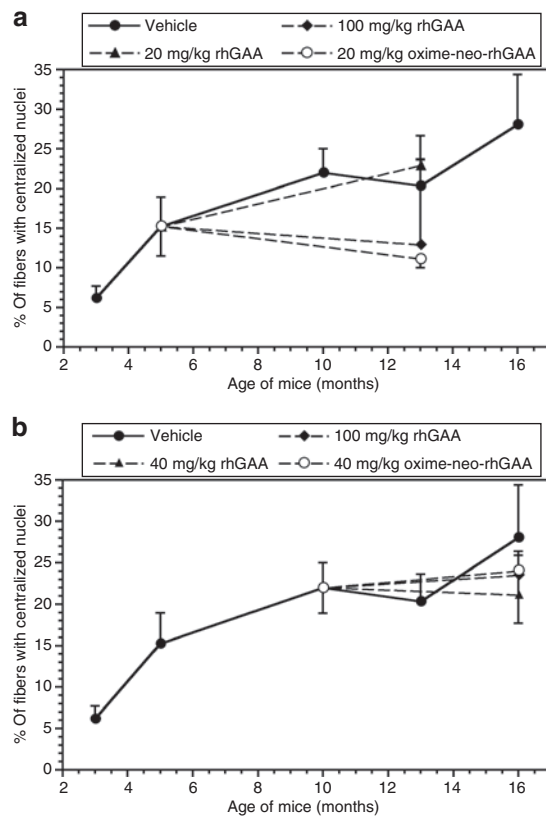 a
Vehicle
100 mg/kg rhGAA
20 mg/kg rhGAA
20 mg/kg oxime-neo-rhGAA
35
30
25
20
15
10
5
0
% Of fibers with centralized nuclei
2 4 6 8 10 12 14 16
Age of mice (months)
b
Vehicle
100 mg/kg rhGAA
40 mg/kg rhGAA
40 mg/kg oxime-neo-rhGAA
35
30
25
20
15
10
5
0
% Of fibers with centralized nuclei
2 4 6 8 10 12 14 16
Age of mice (months)